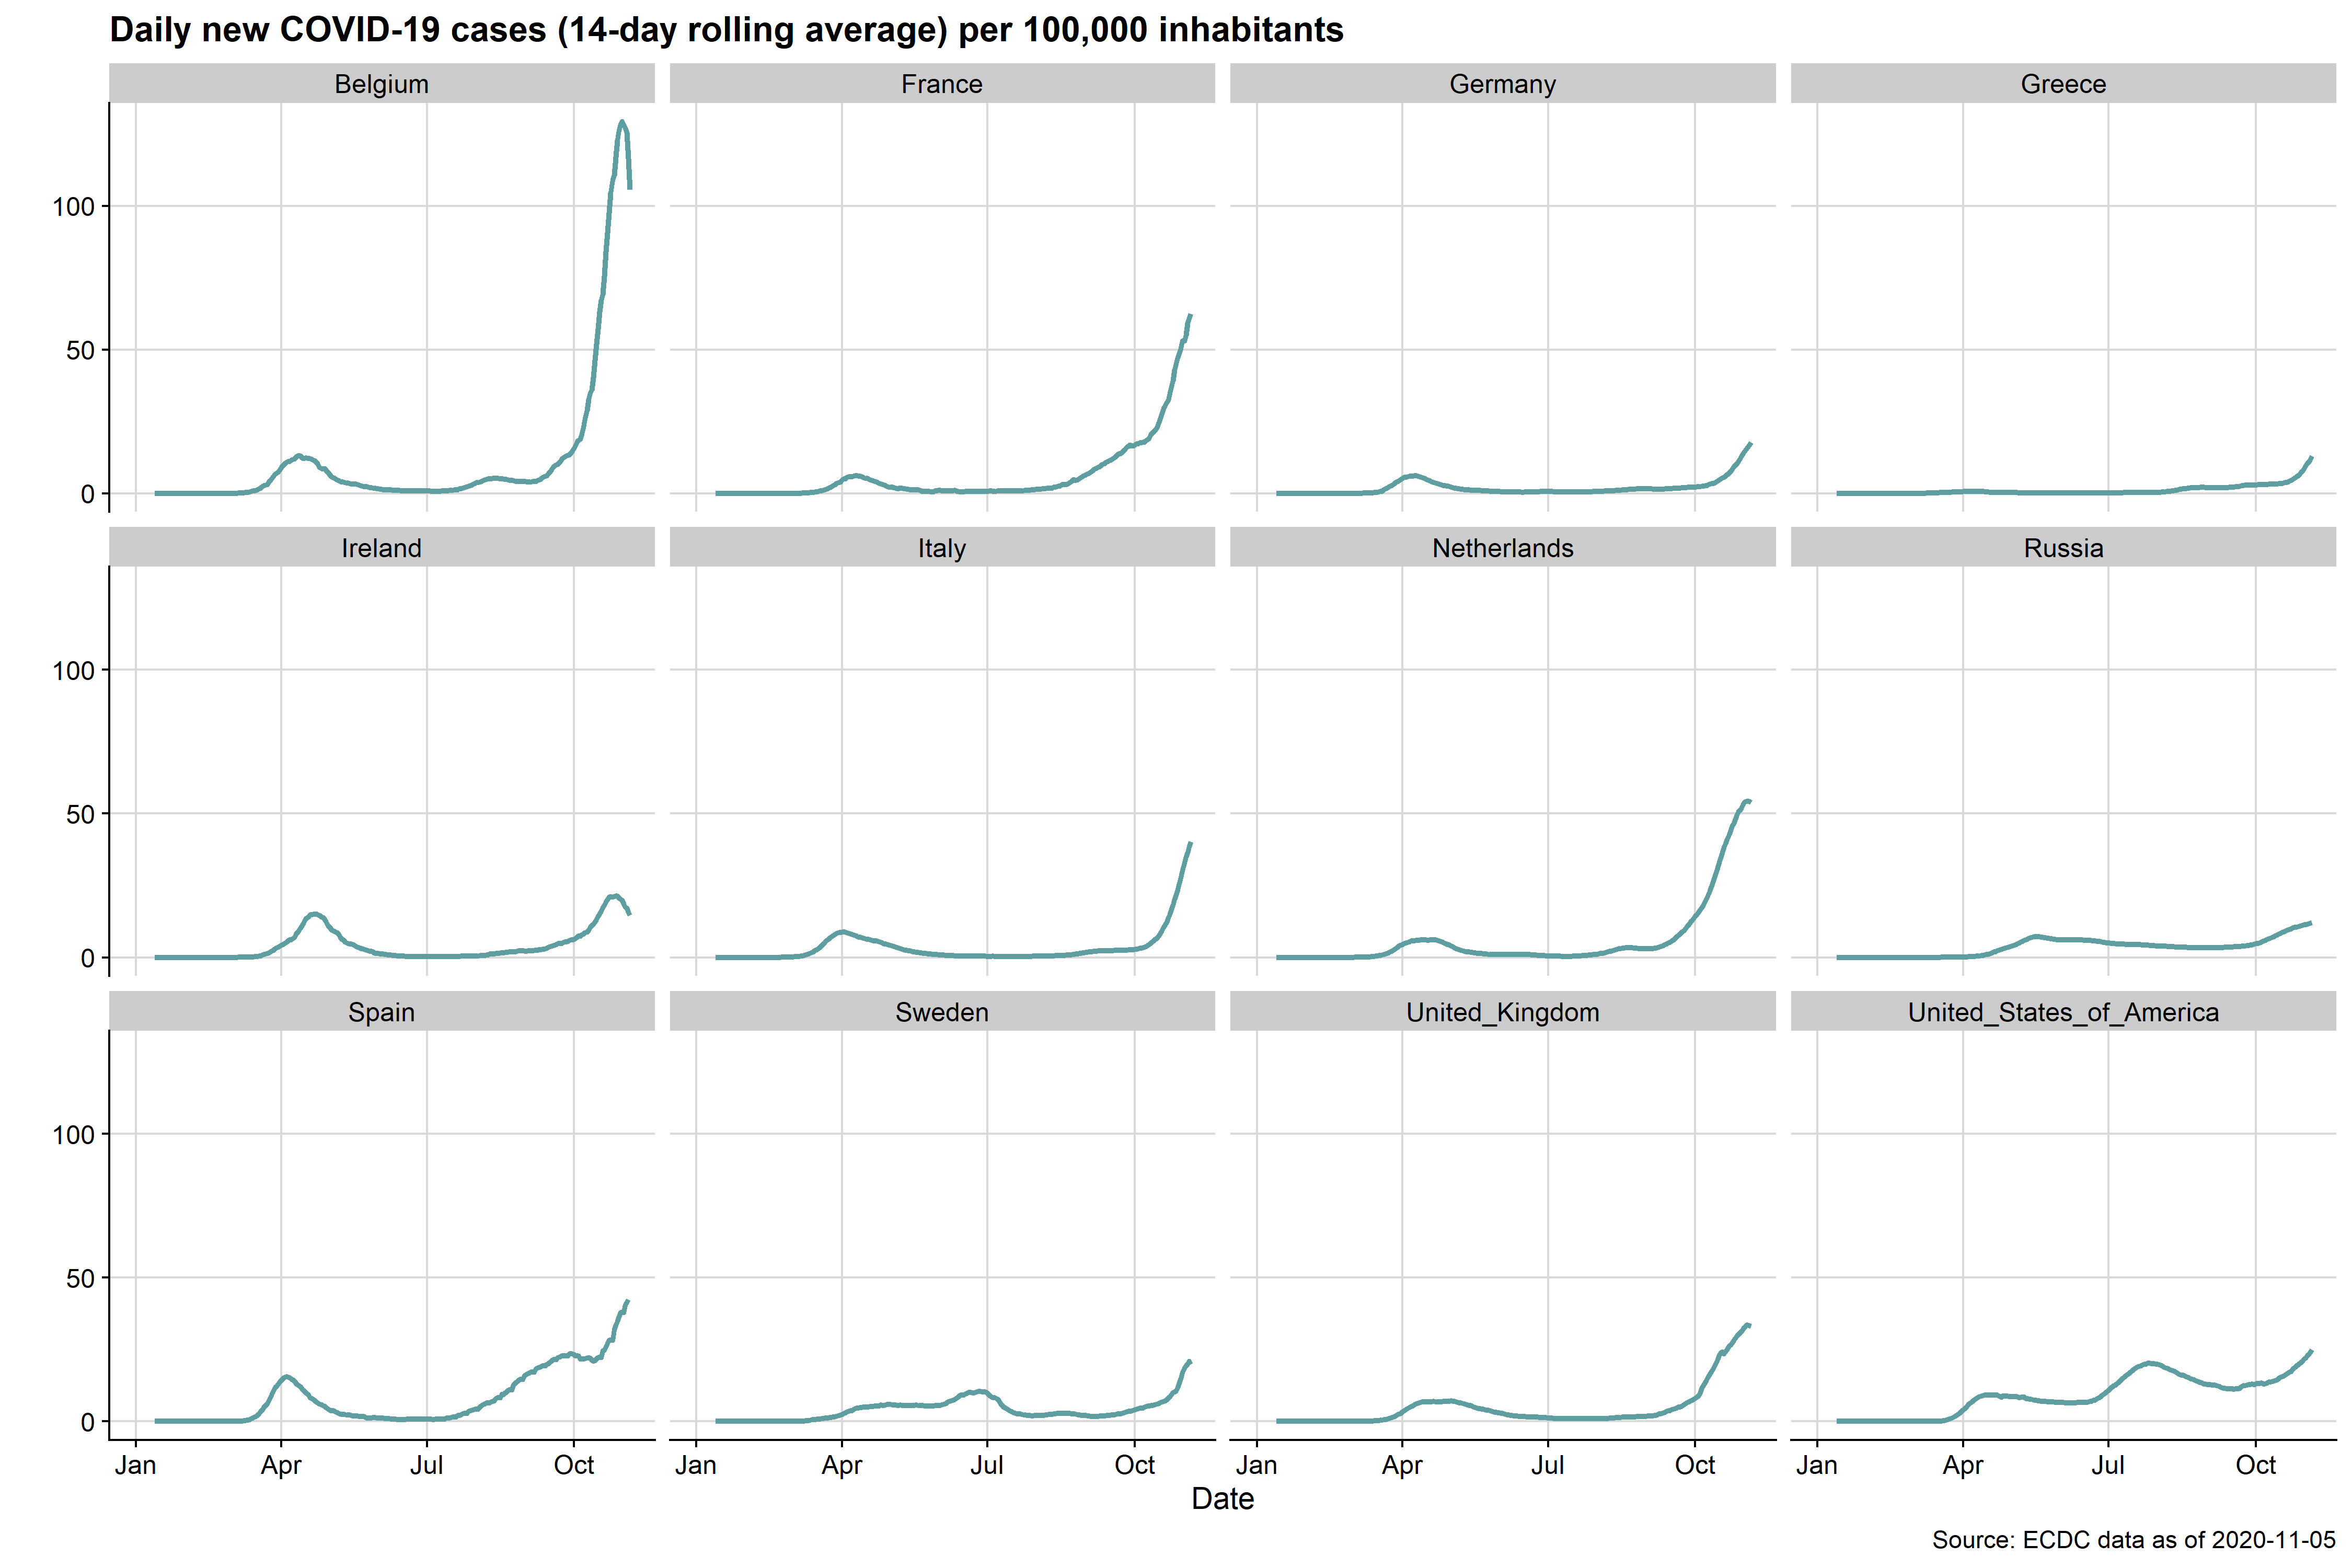 Daily new COVID-19 cases (14-day rolling average) per 100,000 inhabitants
Belgium France Germany Greece
100
50
0
Ireland Italy Netherlands Russia
100
50
0
Spain Sweden United_Kingdom United_States_of_America
100
50
0
Jan Apr Jul Oct Jan Apr Jul Oct Jan Apr Jul Oct Jan Apr Jul Oct
Date
Source: ECDC data as of 2020-11-05